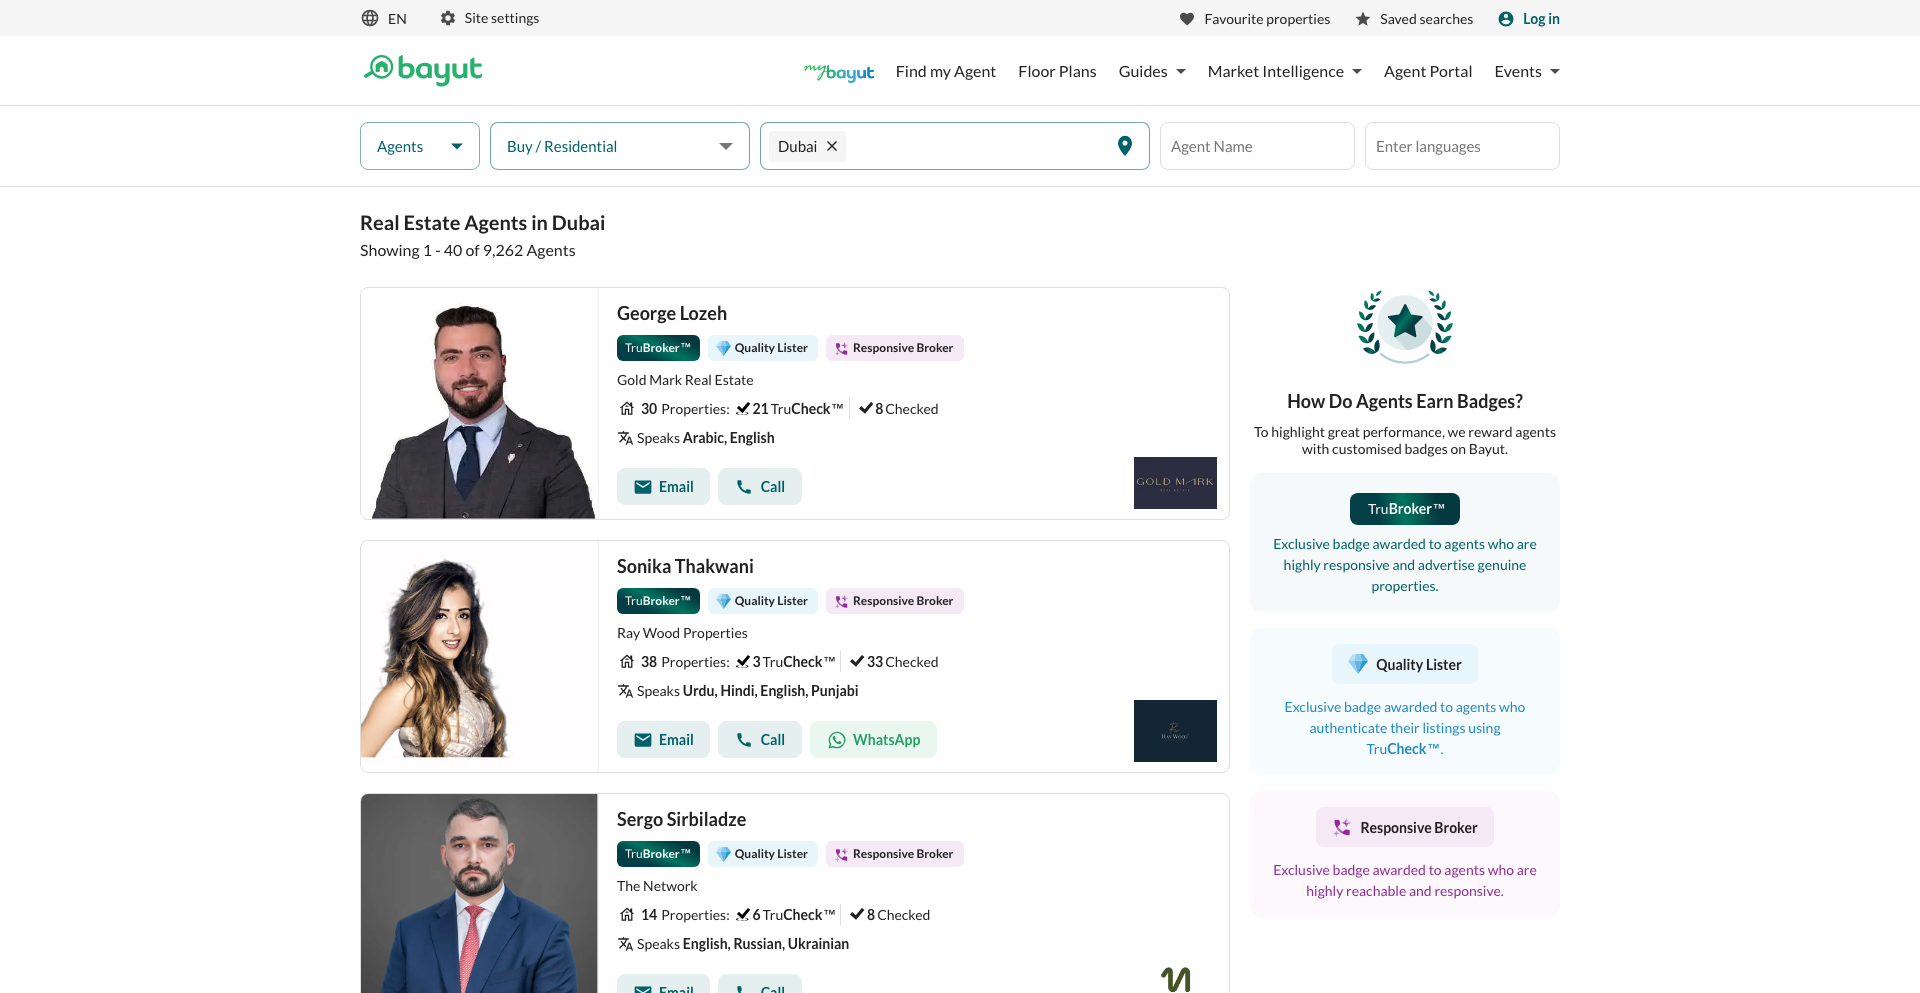 EN
Site settings
Favourite properties
Saved searches
Log in
bayut
mybayut
Find my Agent
Floor Plans
Guides
Market Intelligence
Agent Portal
Events
Agents
Buy / Residential
Dubai
Agent Name
Enter languages
Real Estate Agents in Dubai
Showing 1 - 40 of 9,262 Agents
George Lozeh
TruBroker™
Quality Lister
Responsive Broker
Gold Mark Real Estate
30 Properties: 21 TruCheck™ 8 Checked
Speaks Arabic, English
Email
Call
GOLD MARK
Sonika Thakwani
TruBroker™
Quality Lister
Responsive Broker
Ray Wood Properties
38 Properties: 3 TruCheck™ 33 Checked
Speaks Urdu, Hindi, English, Punjabi
Email
Call
WhatsApp
RAY WOOD
Sergo Sirbiladze
TruBroker™
Quality Lister
Responsive Broker
The Network
14 Properties: 6 TruCheck™ 8 Checked
Speaks English, Russian, Ukrainian
Email
Call
How Do Agents Earn Badges?
To highlight great performance, we reward agents
with customised badges on Bayut.
TruBroker™
Exclusive badge awarded to agents who are
highly responsive and advertise genuine
properties.
Quality Lister
Exclusive badge awarded to agents who
authenticate their listings using
TruCheck™.
Responsive Broker
Exclusive badge awarded to agents who are
highly reachable and responsive.